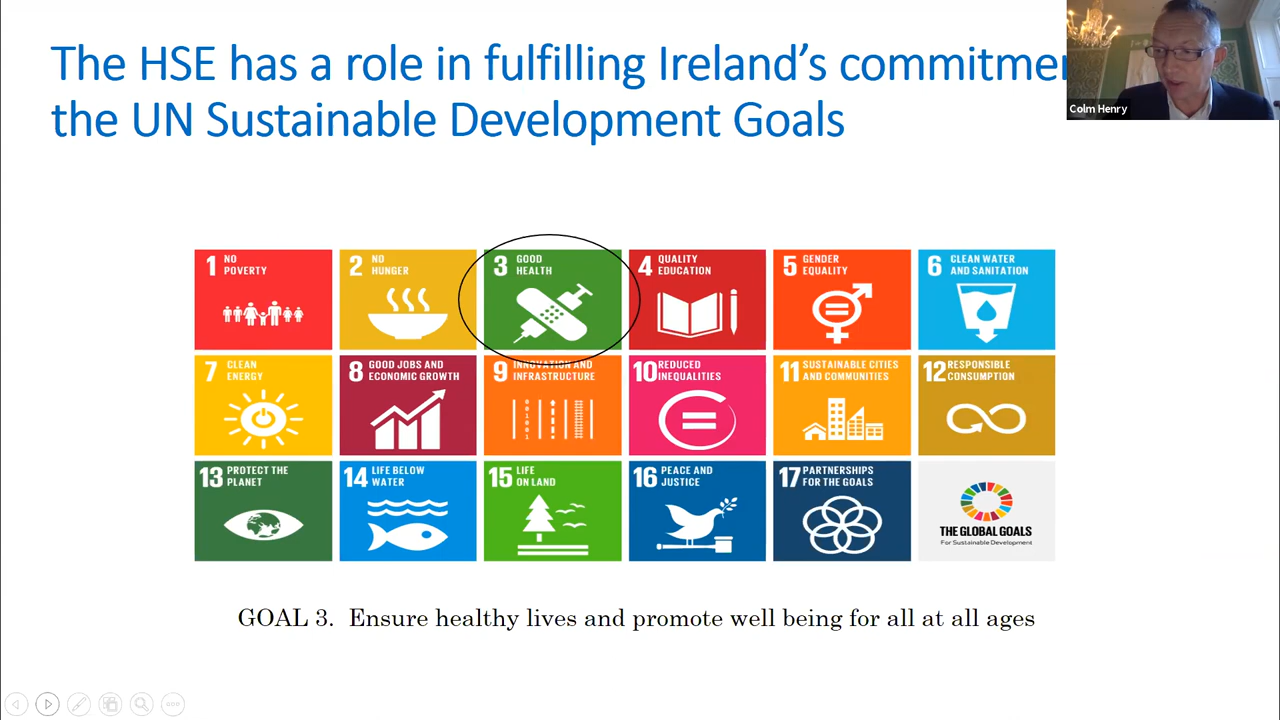 The HSE has a role in fulfilling Ireland's
the UN Sustainable Development Goals
Colm Henry
1 NO POVERTY
2 NO HUNGER
3 GOOD HEALTH
4 QUALITY EDUCATION
5 GENDER EQUALITY
6 CLEAN WATER AND SANITATION
7 CLEAN ENERGY
8 GOOD JOBS AND ECONOMIC GROWTH
9 INNOVATION AND INFRASTRUCTURE
10 REDUCED INEQUALITIES
11 SUSTAINABLE CITIES AND COMMUNITIES
12 RESPONSIBLE CONSUMPTION
13 PROTECT THE PLANET
14 LIFE BELOW WATER
15 LIFE ON LAND
16 PEACE AND JUSTICE
17 PARTNERSHIPS FOR THE GOALS
THE GLOBAL GOALS
For Sustainable Development
GOAL 3. Ensure healthy lives and promote well being for all at all ages